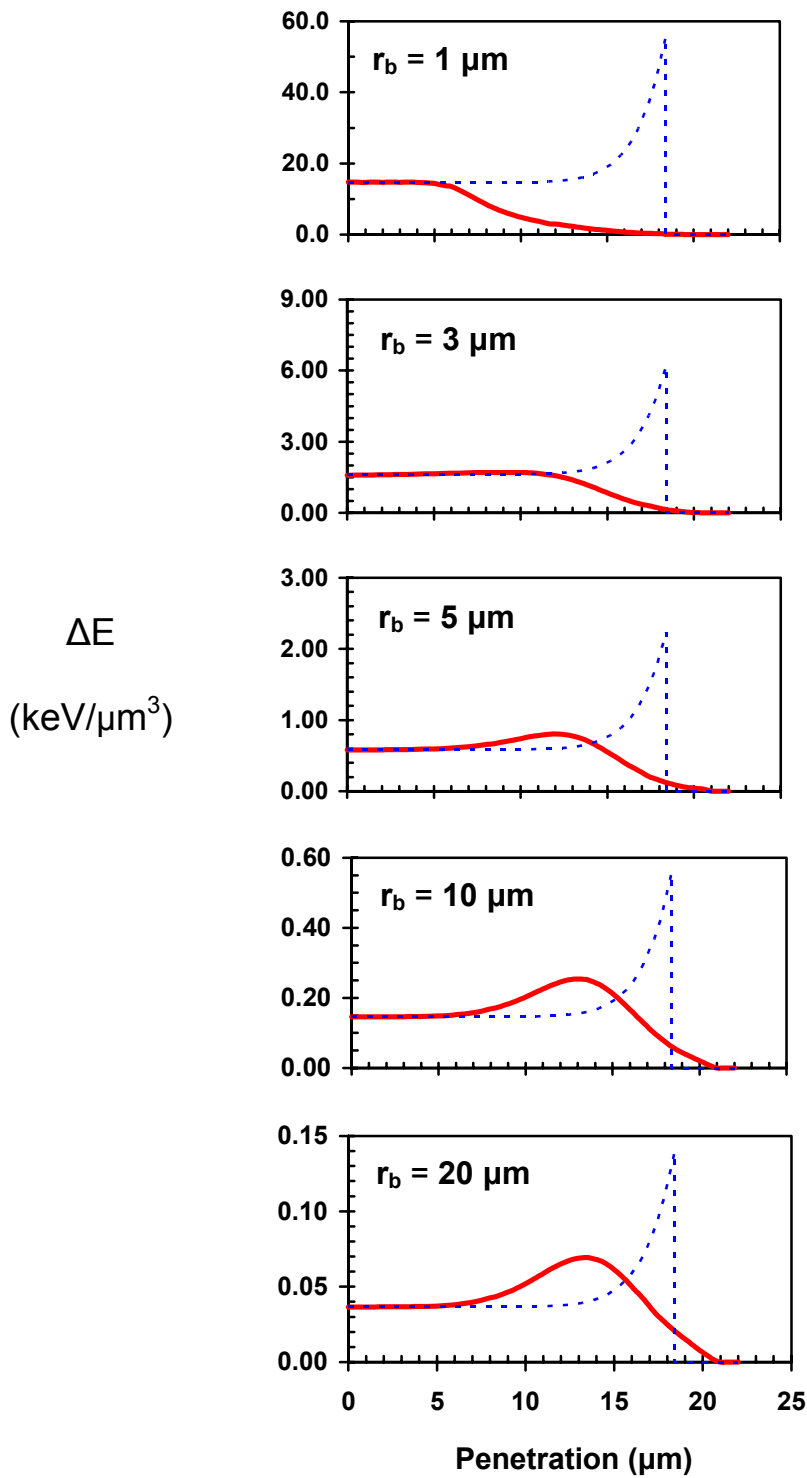 60.0
40.0
20.0
0.0
r_b = 1 µm
9.00
6.00
3.00
0.00
r_b = 3 µm
3.00
2.00
1.00
0.00
r_b = 5 µm
ΔE
(keV/µm³)
0.60
0.40
0.20
0.00
r_b = 10 µm
0.15
0.10
0.05
0.00
r_b = 20 µm
0 5 10 15 20 25
Penetration (µm)